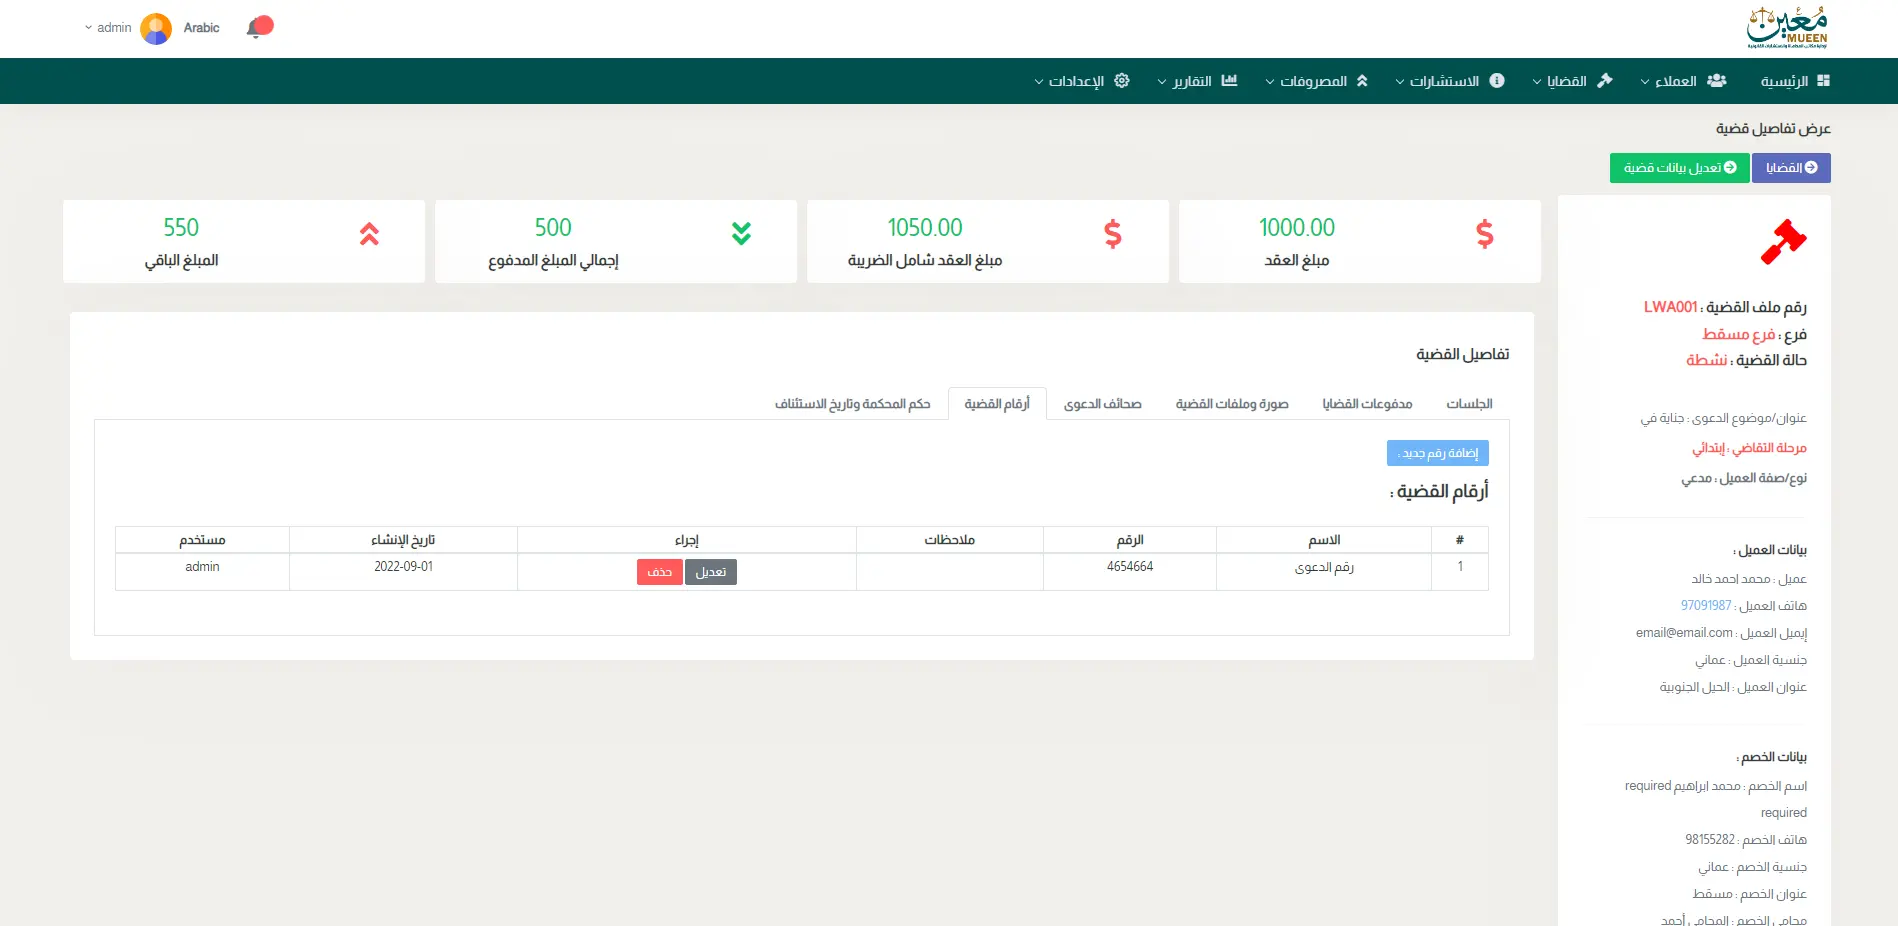 معين
MUEEN
Arabic
admin
الرئيسية
العملاء
القضايا
الاستشارات
المصروفات
التقارير
الإعدادات
عرض تفاصيل قضية
القضايا
تعديل بيانات قضية
رقم ملف القضية : LWA001
فرع : فرع مسقط
حالة القضية : نشطة
عنوان/موضوع الدعوى : جناية في
مرحلة التقاضي : إبتدائي
نوع/صفة العميل : مدعي
بيانات العميل :
عميل : محمد احمد خالد
هاتف العميل : 97091987
إيميل العميل : email@email.com
جنسية العميل : عماني
عنوان العميل : الحيل الجنوبية
بيانات الخصم :
اسم الخصم : محمد ابراهيم required
required
هاتف الخصم : 98155282
جنسية الخصم : عماني
عنوان الخصم : مسقط
محامي الخصم : المحامي أحمد
1000.00
مبلغ العقد
1050.00
مبلغ العقد شامل الضريبة
500
إجمالي المبلغ المدفوع
550
المبلغ الباقي
تفاصيل القضية
الجلسات
مدفوعات القضايا
صورة وملفات القضية
صحائف الدعوى
أرقام القضية
حكم المحكمة وتاريخ الاستئناف
إضافة رقم جديد :
أرقام القضية :
# الاسم الرقم ملاحظات إجراء تاريخ الإنشاء مستخدم
1 رقم الدعوى 4654664 تعديل حذف 2022-09-01 admin